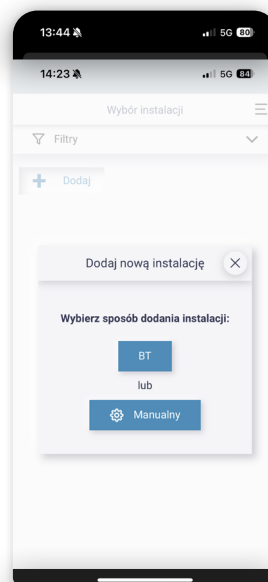 13:44 5G 80
14:23 5G 84
Wybór instalacji
Filtry
Dodaj
Dodaj nową instalację
Wybierz sposób dodania instalacji:
BT
lub
Manualny